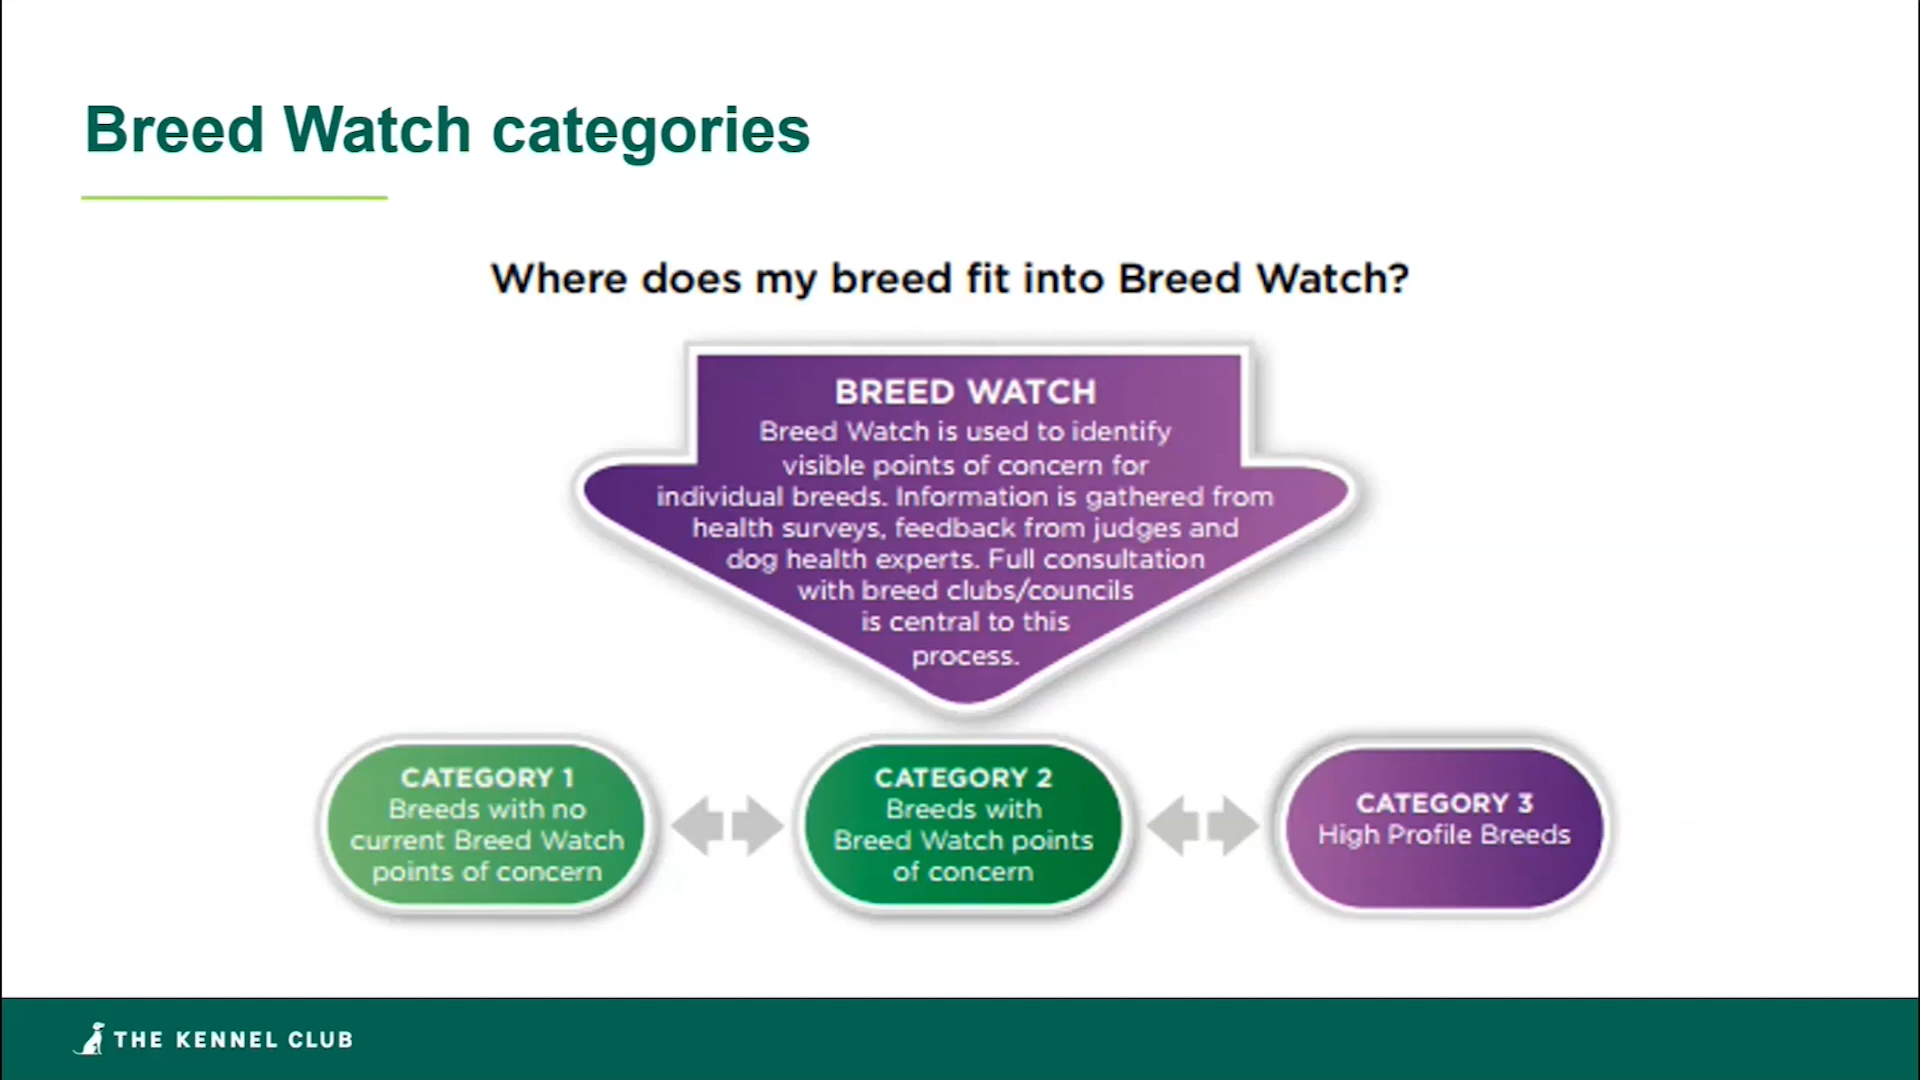 Breed Watch categories
Where does my breed fit into Breed Watch?
BREED WATCH
Breed Watch is used to identify
visible points of concern for
individual breeds. Information is gathered from
health surveys, feedback from judges and
dog health experts. Full consultation
with breed clubs/councils
is central to this
process.
CATEGORY 1
Breeds with no
current Breed Watch
points of concern
CATEGORY 2
Breeds with
Breed Watch points
of concern
CATEGORY 3
High Profile Breeds
THE KENNEL CLUB